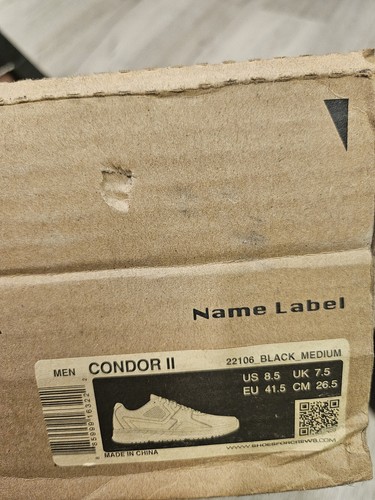 Name Label
MEN CONDOR II 22106_BLACK_MEDIUM
US 8.5 UK 7.5
EU 41.5 CM 26.5
MADE IN CHINA
WWW.SHOESFORCREWS.COM